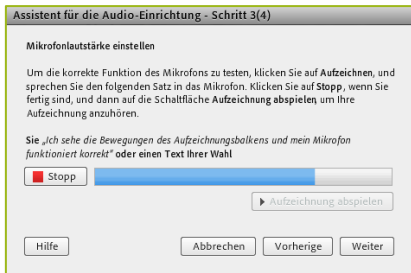 Assistent für die Audio-Einrichtung - Schritt 3(4)
Mikrofonlautstärke einstellen
Um die korrekte Funktion des Mikrofons zu testen, klicken Sie auf Aufzeichnen, und
sprechen Sie den folgenden Satz in das Mikrofon. Klicken Sie auf Stopp, wenn Sie
fertig sind, und dann auf die Schaltfläche Aufzeichnung abspielen, um Ihre
Aufzeichnung anzuhören.
Sie „Ich sehe die Bewegungen des Aufzeichnungsbalkens und mein Mikrofon
funktioniert korrekt“ oder einen Text Ihrer Wahl
Stopp
Aufzeichnung abspielen
Hilfe Abbrechen Vorherige Weiter